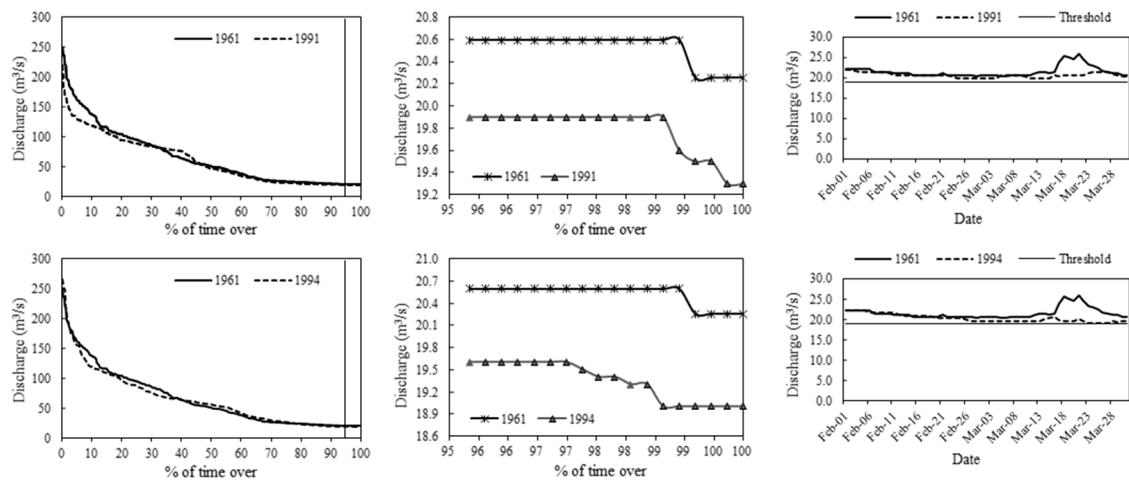 300
250
200
150
100
50
0
Discharge (m³/s)
1961
1991
0 10 20 30 40 50 60 70 80 90 100
% of time over
20.8
20.6
20.4
20.2
20.0
19.8
19.6
19.4
19.2
Discharge (m³/s)
1961
1991
95 96 96 97 97 98 98 99 99 100 100
% of time over
1961
1991
Threshold
30.0
25.0
20.0
15.0
10.0
5.0
0.0
Discharge (m³/s)
Feb-01
Feb-06
Feb-11
Feb-16
Feb-21
Feb-26
Mar-03
Mar-08
Mar-13
Mar-18
Mar-23
Mar-28
Date
300
250
200
150
100
50
0
Discharge (m³/s)
1961
1994
0 10 20 30 40 50 60 70 80 90 100
% of time over
21.0
20.7
20.4
20.1
19.8
19.5
19.2
18.9
18.6
Discharge (m³/s)
1961
1994
95 96 96 97 97 98 98 99 99 100 100
% of time over
1961
1994
Threshold
30.0
25.0
20.0
15.0
10.0
5.0
0.0
Discharge (m³/s)
Feb-01
Feb-06
Feb-11
Feb-16
Feb-21
Feb-26
Mar-03
Mar-08
Mar-13
Mar-18
Mar-23
Mar-28
Date